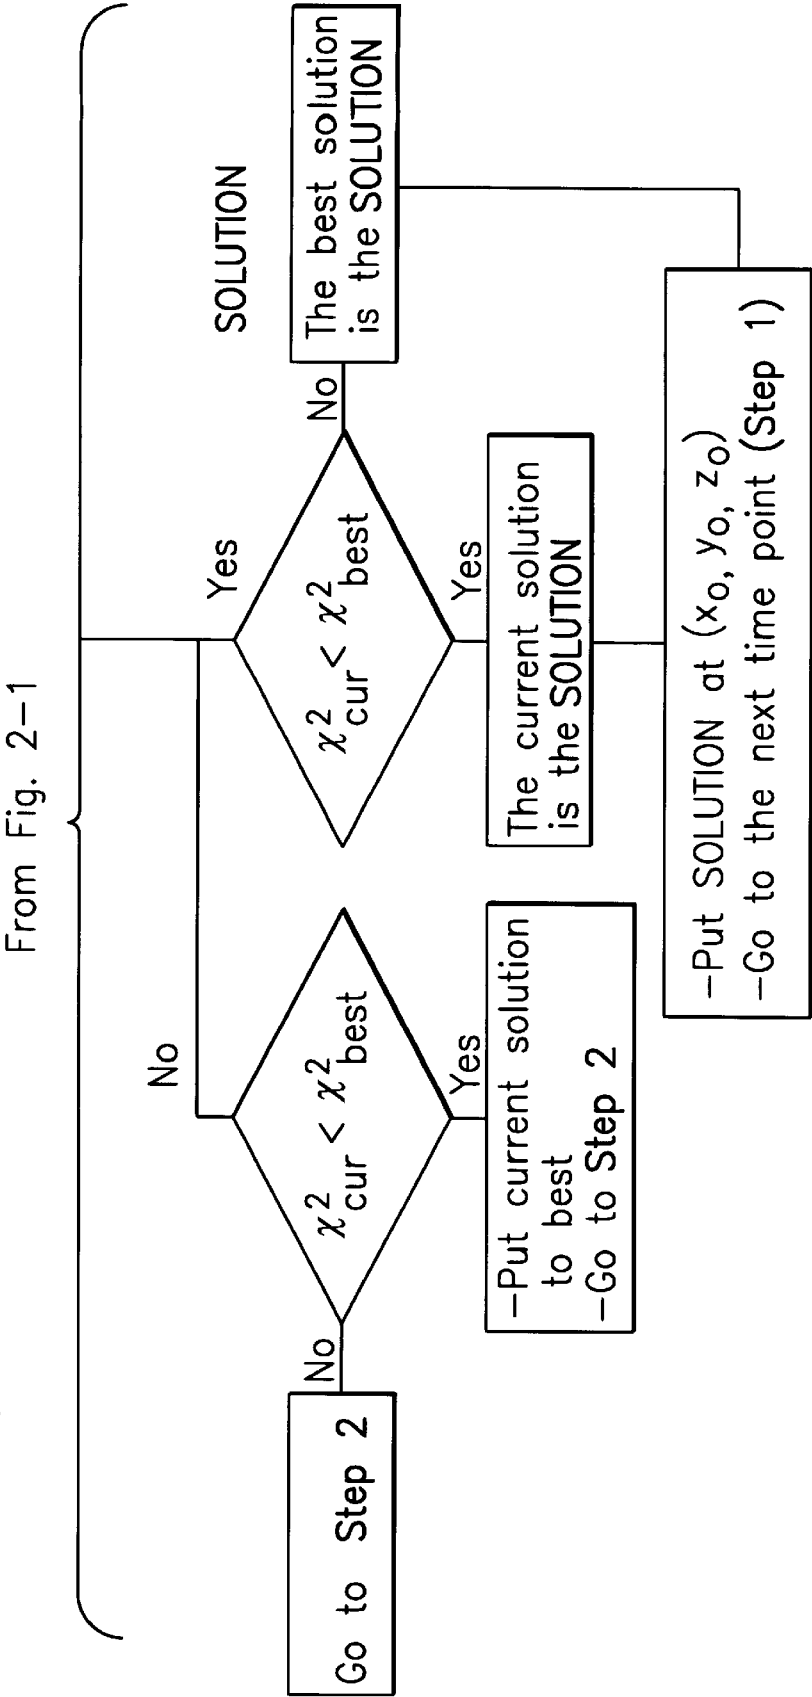 From Fig. 2-1
No
Yes
SOLUTION
Go to Step 2
No
χ²cur < χ²best
Yes
-Put current solution
to best
-Go to Step 2
χ²cur < χ²best
No
The best solution
is the SOLUTION
Yes
The current solution
is the SOLUTION
-Put SOLUTION at (x₀, y₀, z₀)
-Go to the next time point (Step 1)